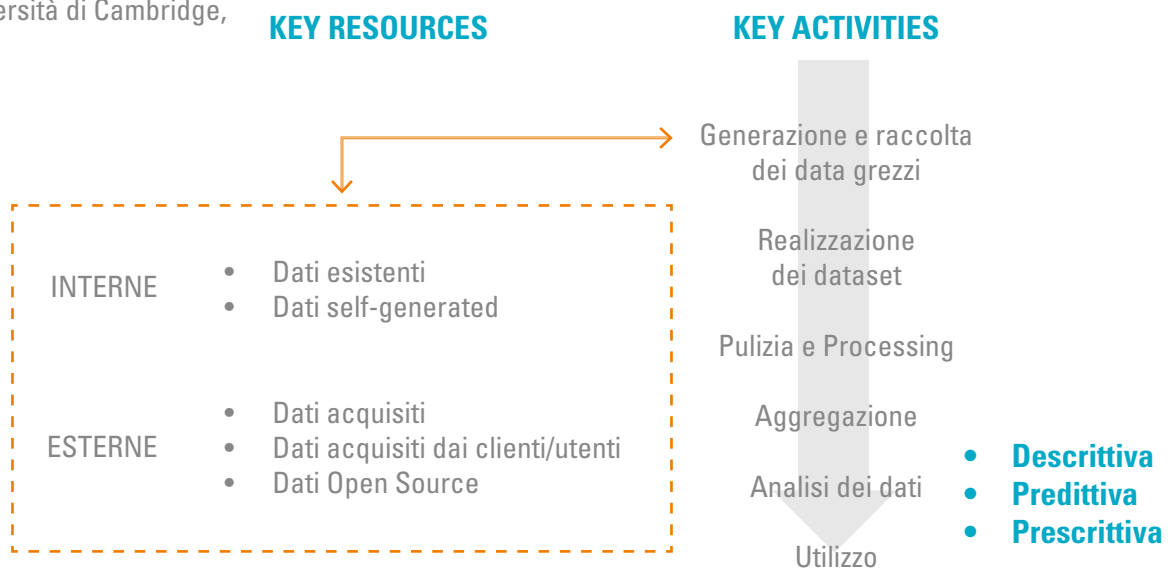 di Cambridge,
KEY RESOURCES
KEY ACTIVITIES
Generazione e raccolta
dei data grezzi
Realizzazione
dei dataset
Pulizia e Processing
Aggregazione
Analisi dei dati
• Descrittiva
• Predittiva
• Prescrittiva
Utilizzo
INTERNE
• Dati esistenti
• Dati self-generated
ESTERNE
• Dati acquisiti
• Dati acquisiti dai clienti/utenti
• Dati Open Source